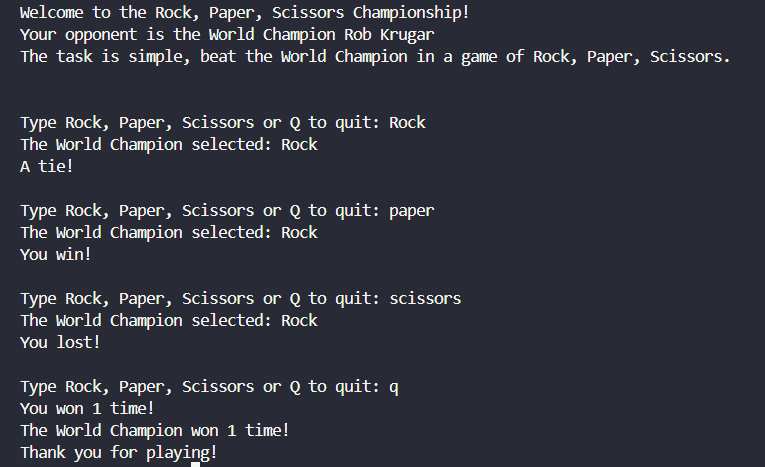 Welcome to the Rock, Paper, Scissors Championship!
Your opponent is the World Champion Rob Krugar
The task is simple, beat the World Champion in a game of Rock, Paper, Scissors.
Type Rock, Paper, Scissors or Q to quit: Rock
The World Champion selected: Rock
A tie!
Type Rock, Paper, Scissors or Q to quit: paper
The World Champion selected: Rock
You win!
Type Rock, Paper, Scissors or Q to quit: scissors
The World Champion selected: Rock
You lost!
Type Rock, Paper, Scissors or Q to quit: q
You won 1 time!
The World Champion won 1 time!
Thank you for playing!